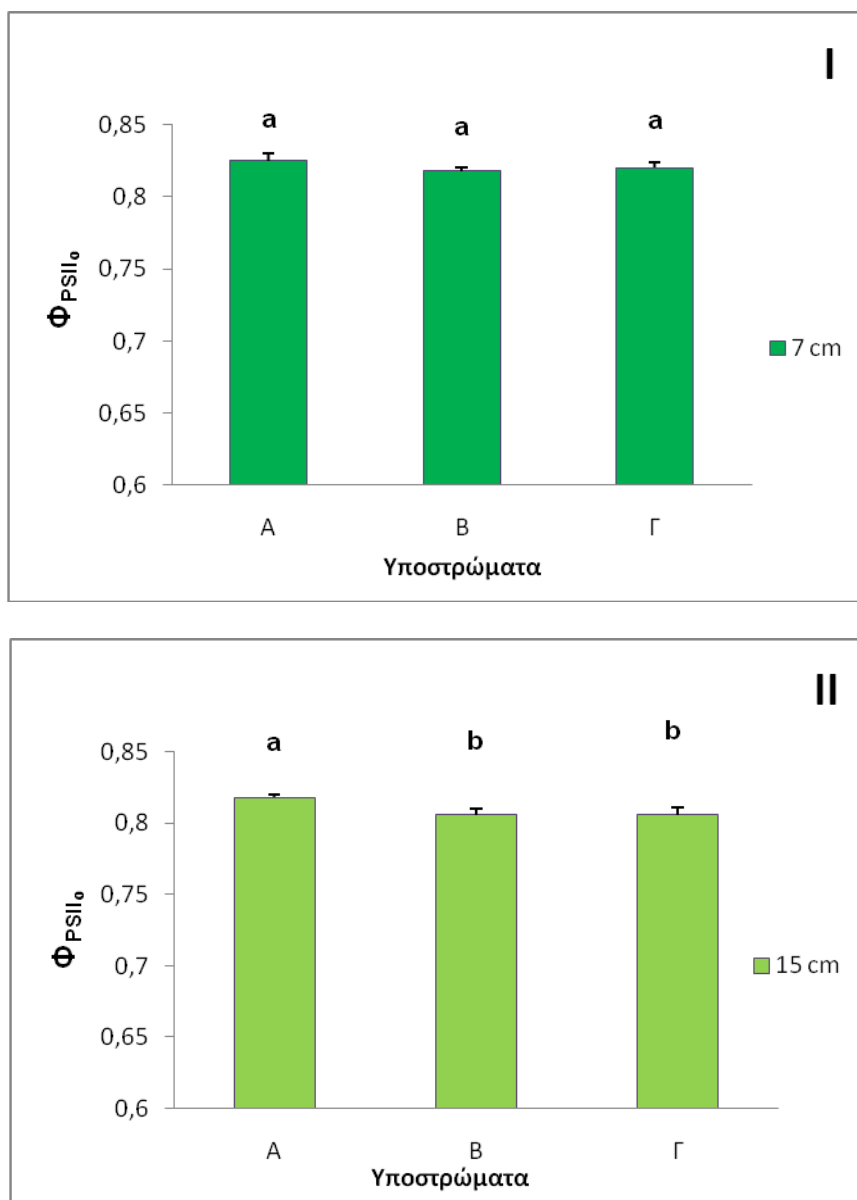 I
a a a
0,85
0,8
0,75
0,7
0,65
0,6
ΦPSIIo
7 cm
Α Β Γ
Υποστρώματα
II
a b b
0,85
0,8
0,75
0,7
0,65
0,6
ΦPSIIo
15 cm
Α Β Γ
Υποστρώματα